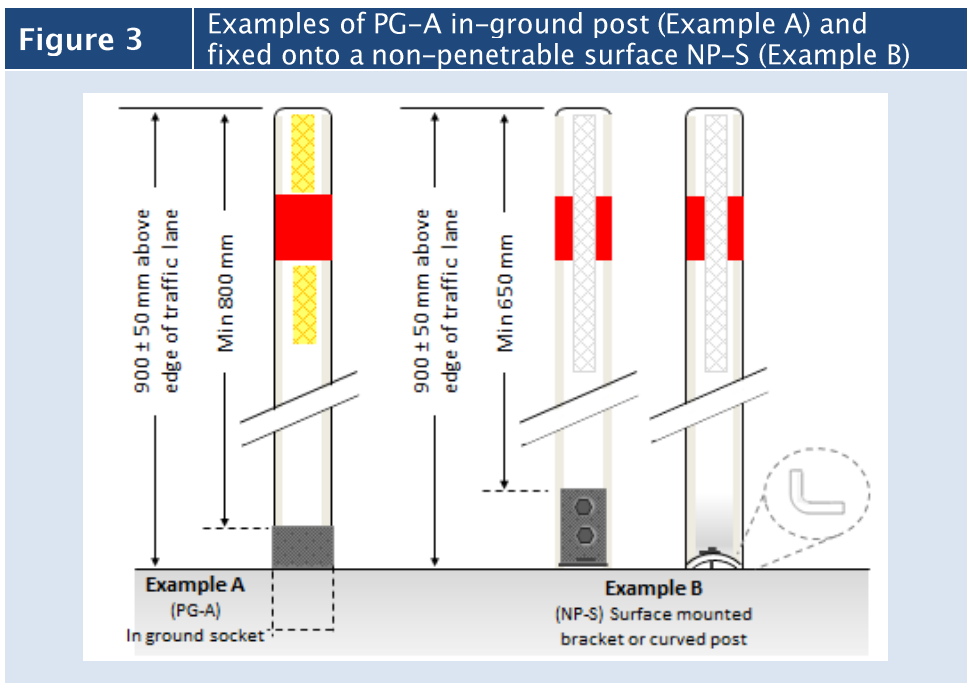 Figure 3
Examples of PG-A in-ground post (Example A) and
fixed onto a non-penetrable surface NP-S (Example B)
900 ± 50 mm above
edge of traffic lane
Min 800 mm
900 ± 50 mm above
edge of traffic lane
Min 650 mm
Example A
(PG-A)
In ground socket
Example B
(NP-S) Surface mounted
bracket or curved post